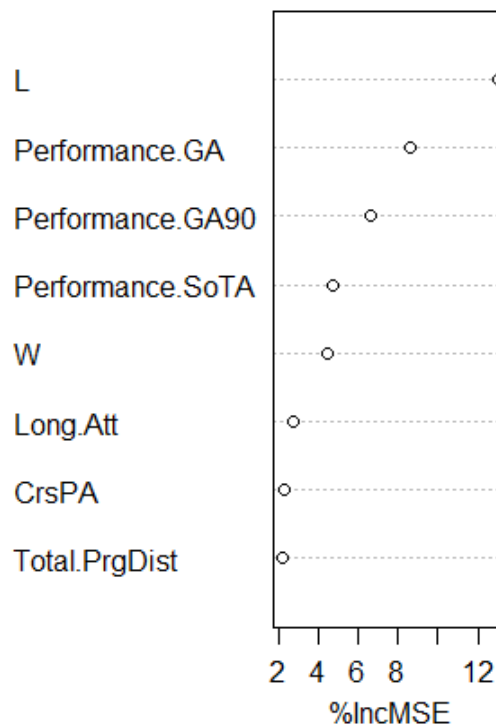 L
Performance.GA
Performance.GA90
Performance.SoTA
W
Long.Att
CrsPA
Total.PrgDist
2 4 6 8 12
%IncMSE